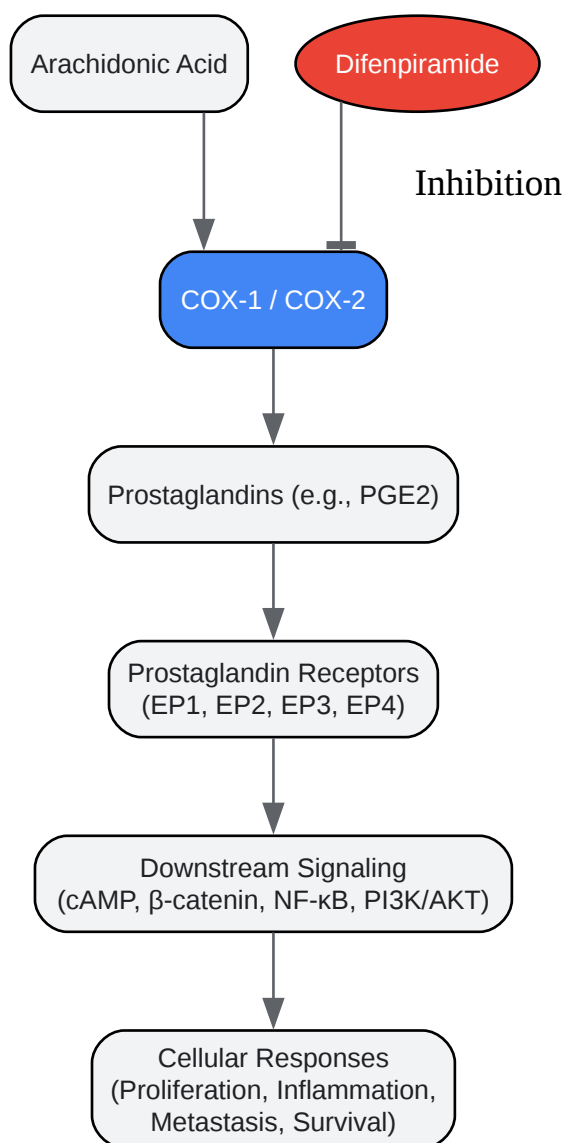 Arachidonic Acid
Difenpiramide
Inhibition
COX-1 / COX-2
Prostaglandins (e.g., PGE2)
Prostaglandin Receptors
(EP1, EP2, EP3, EP4)
Downstream Signaling
(cAMP, β-catenin, NF-κB, PI3K/AKT)
Cellular Responses
(Proliferation, Inflammation,
Metastasis, Survival)